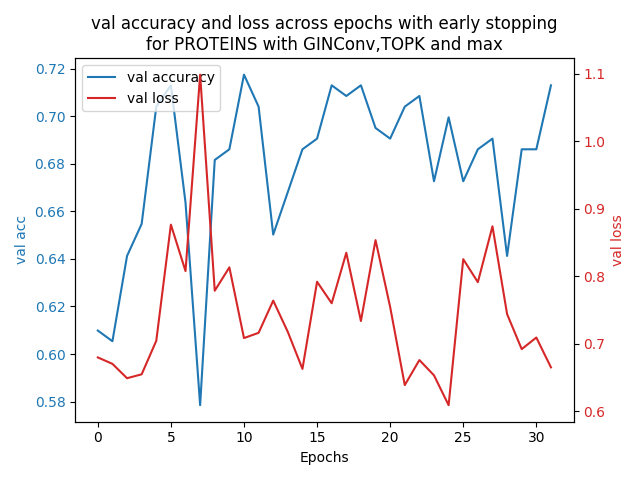 val accuracy and loss across epochs with early stopping
for PROTEINS with GINConv,TOPK and max
val accuracy
val loss
0.72
0.70
0.68
0.66
0.64
0.62
0.60
0.58
val acc
1.1
1.0
0.9
0.8
0.7
0.6
val loss
0 5 10 15 20 25 30
Epochs